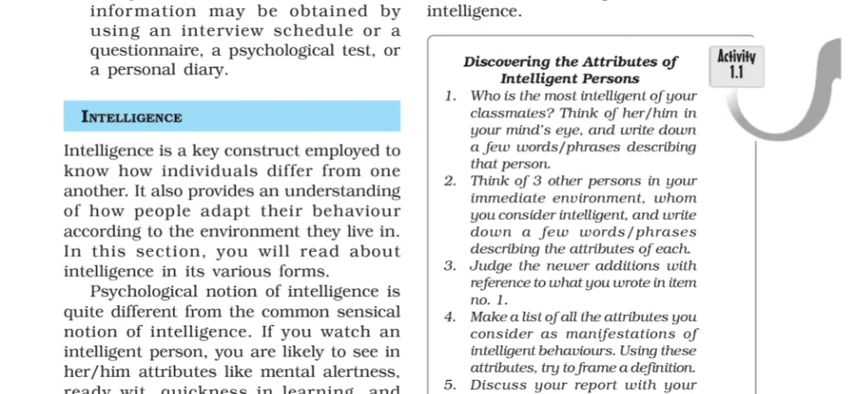 information may be obtained by
using an interview schedule or a
questionnaire, a psychological test, or
a personal diary.
INTELLIGENCE
Intelligence is a key construct employed to
know how individuals differ from one
another. It also provides an understanding
of how people adapt their behaviour
according to the environment they live in.
In this section, you will read about
intelligence in its various forms.
Psychological notion of intelligence is
quite different from the common sensical
notion of intelligence. If you watch an
intelligent person, you are likely to see in
her/him attributes like mental alertness,
ready wit, quickness in learning, and
intelligence.
Activity
1.1
Discovering the Attributes of
Intelligent Persons
1. Who is the most intelligent of your
classmates? Think of her/him in
your mind's eye, and write down
a few words/phrases describing
that person.
2. Think of 3 other persons in your
immediate environment, whom
you consider intelligent, and write
down a few words/phrases
describing the attributes of each.
3. Judge the newer additions with
reference to what you wrote in item
no. 1.
4. Make a list of all the attributes you
consider as manifestations of
intelligent behaviours. Using these
attributes, try to frame a definition.
5. Discuss your report with your